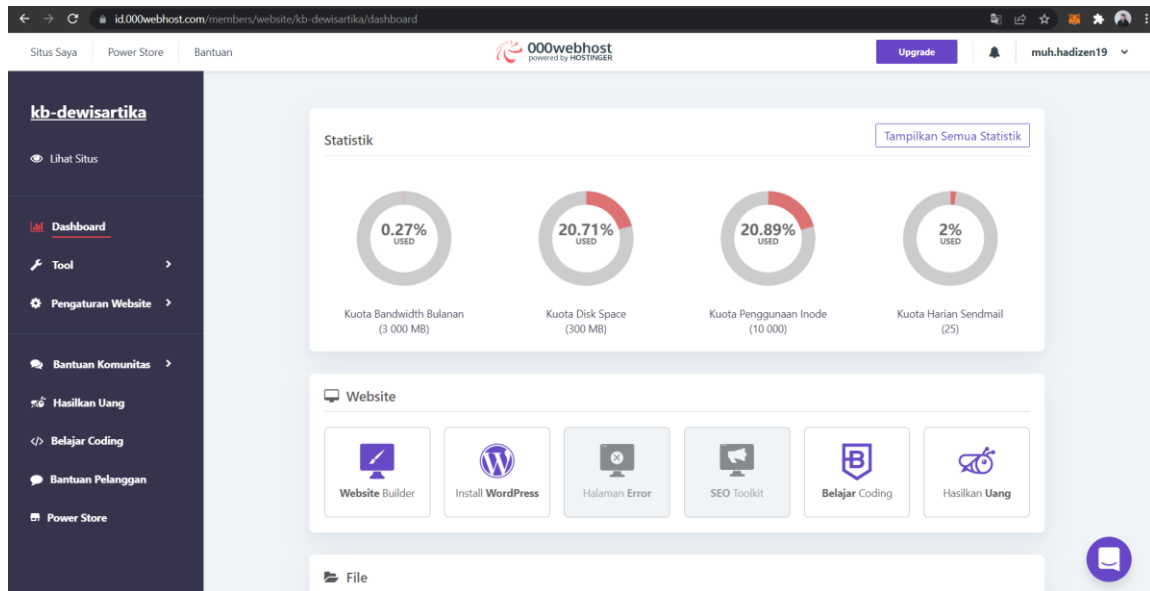 id.000webhost.com/members/website/kb-dewisartika/dashboard
Situs Saya
Power Store
Bantuan
000webhost
powered by HOSTINGER
Upgrade
muh.hadizen19
kb-dewisartika
Lihat Situs
Dashboard
Tool
Pengaturan Website
Bantuan Komunitas
Hasilkan Uang
Belajar Coding
Bantuan Pelanggan
Power Store
Statistik
Tampilkan Semua Statistik
0.27%
USED
20.71%
USED
20.89%
USED
2%
USED
Kuota Bandwidth Bulanan
(3 000 MB)
Kuota Disk Space
(300 MB)
Kuota Penggunaan Inode
(10 000)
Kuota Harian Sendmail
(25)
Website
Website Builder
Install WordPress
Halaman Error
SEO Toolkit
Belajar Coding
Hasilkan Uang
File